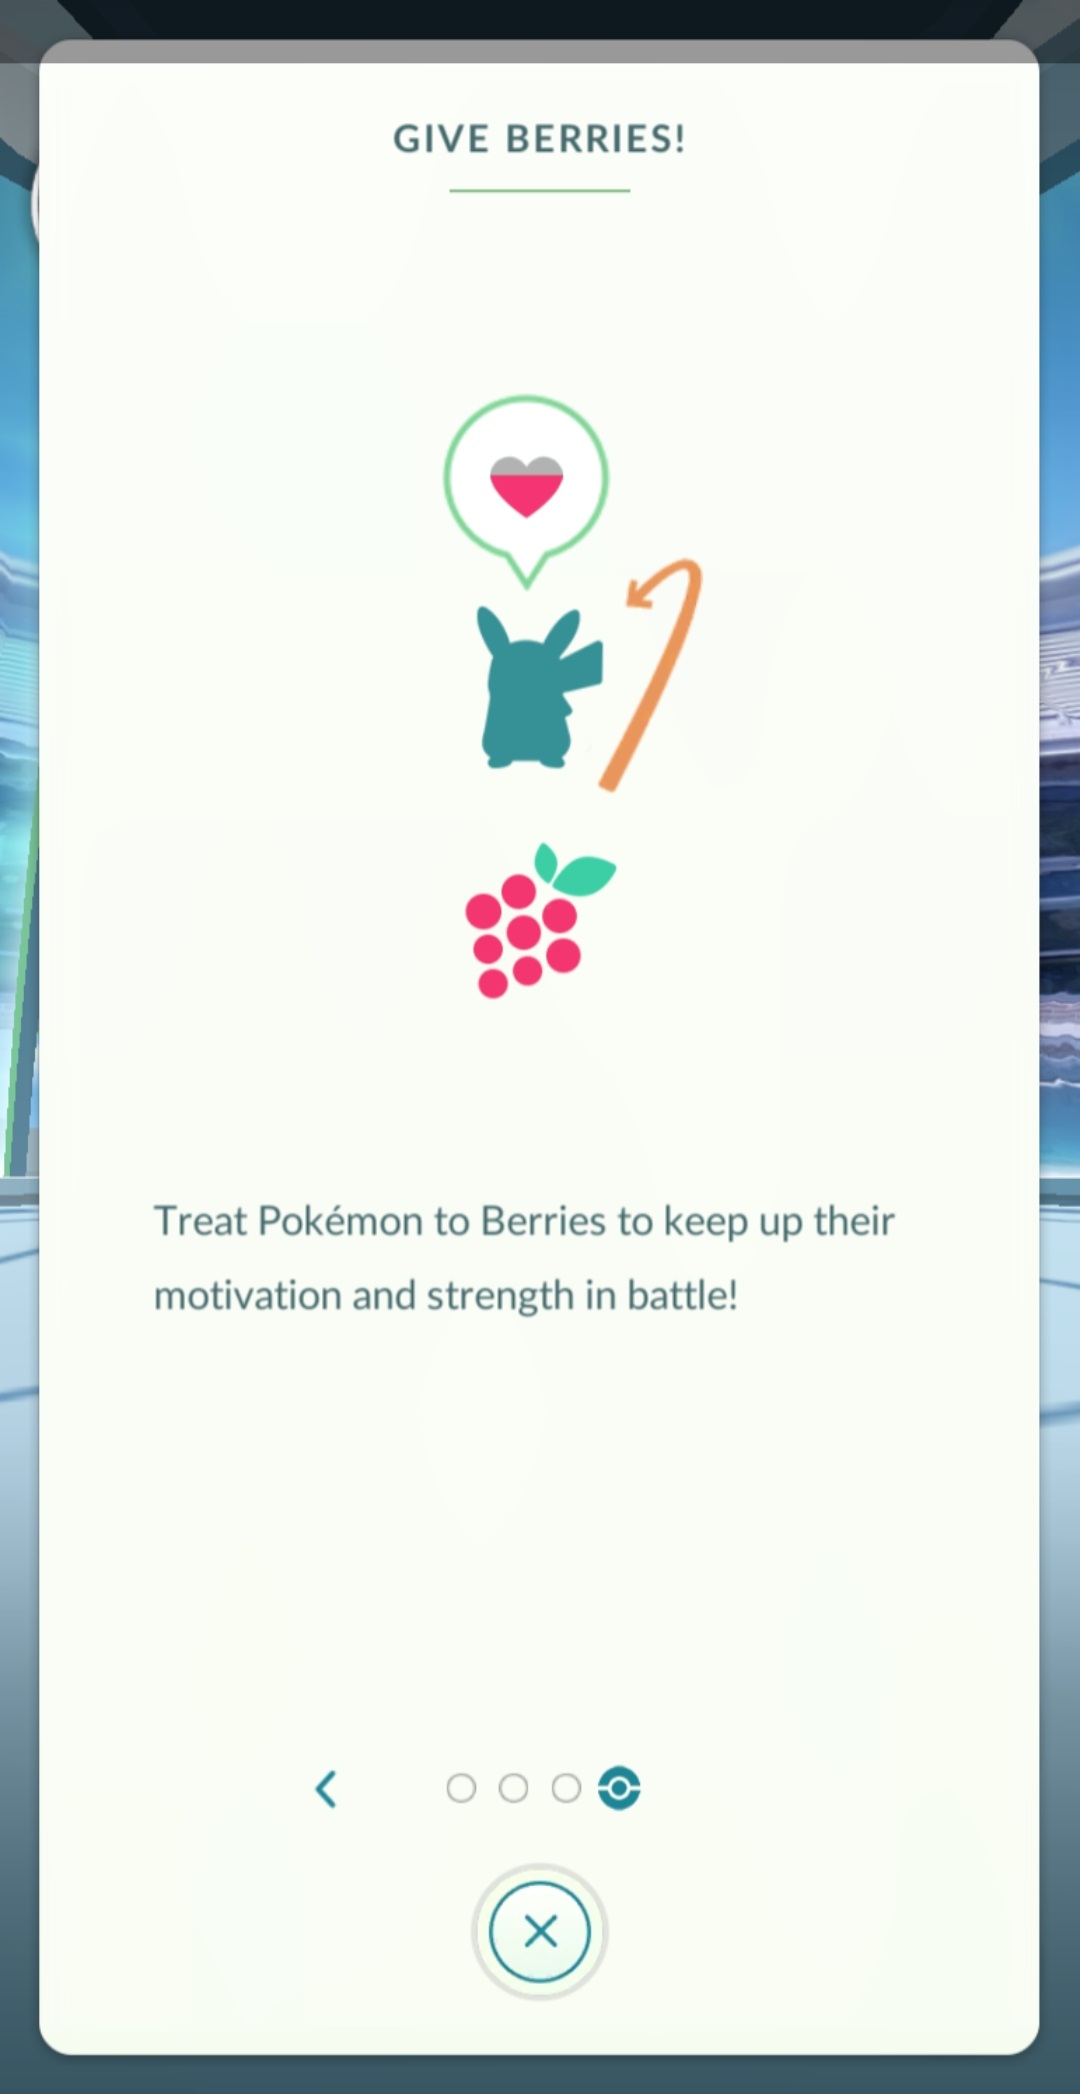 GIVE BERRIES!
Treat Pokémon to Berries to keep up their
motivation and strength in battle!